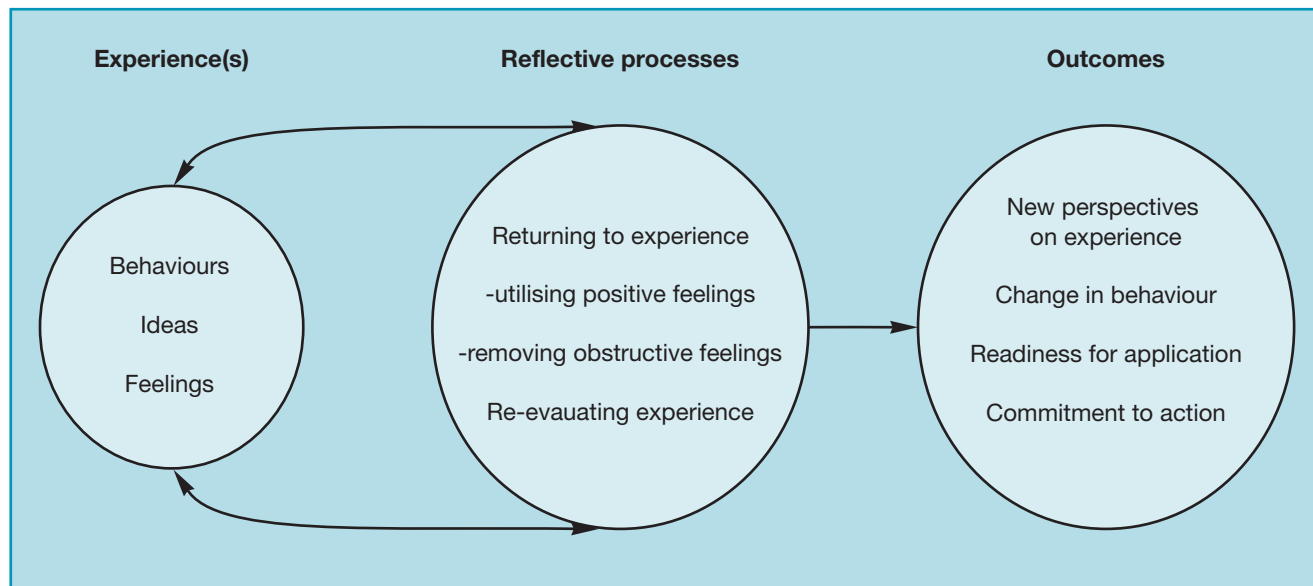 Experience(s)
Reflective processes
Outcomes
Behaviours
Ideas
Feelings
Returning to experience
-utilising positive feelings
-removing obstructive feelings
Re-evauating experience
New perspectives
on experience
Change in behaviour
Readiness for application
Commitment to action